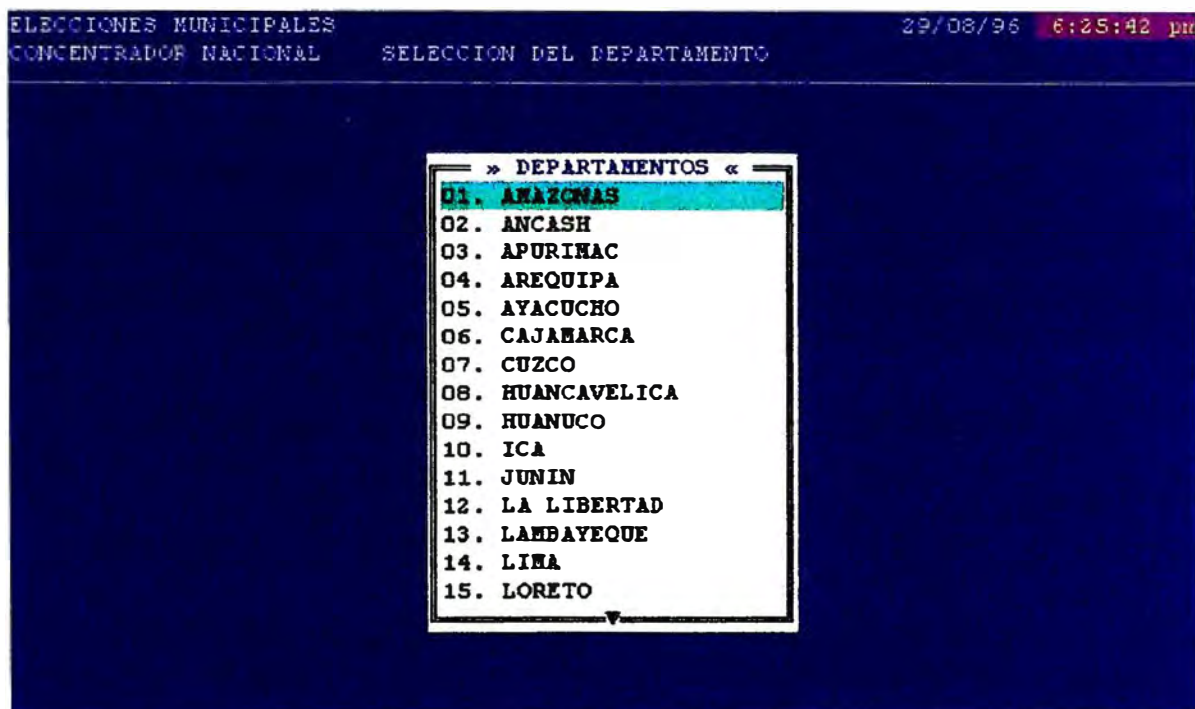 ELECCIONES MUNICIPALES 29/08/96 6:25:42 pm
CONCENTRADOR NACIONAL SELECCION DEL DEPARTAMENTO
» DEPARTAMENTOS «
01. AMAZONAS
02. ANCASH
03. APURIMAC
04. AREQUIPA
05. AYACUCHO
06. CAJAMARCA
07. CUZCO
08. HUANCAVELICA
09. HUANUCO
10. ICA
11. JUNIN
12. LA LIBERTAD
13. LAMBAYEQUE
14. LIMA
15. LORETO